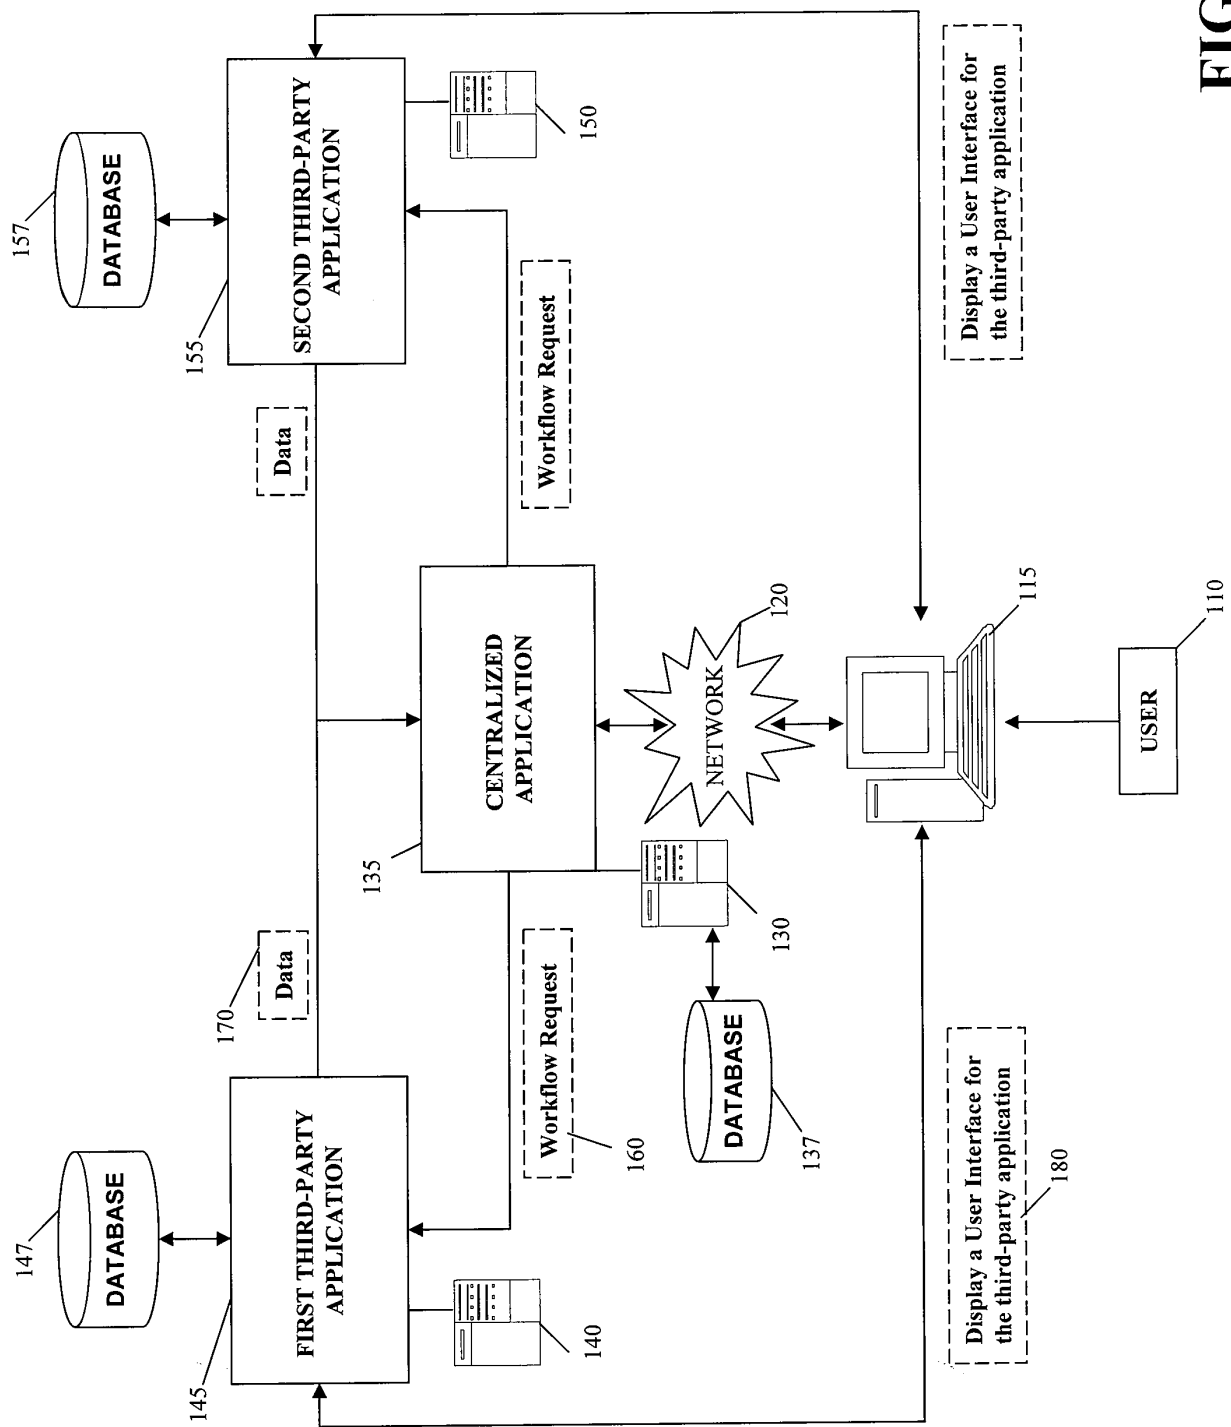 147
DATABASE
157
DATABASE
145
FIRST THIRD-PARTY
APPLICATION
170
Data
Data
155
SECOND THIRD-PARTY
APPLICATION
135
CENTRALIZED
APPLICATION
140
Workflow Request
160
Workflow Request
150
DATABASE
137
130
NETWORK
120
Display a User Interface for
the third-party application
180
115
Display a User Interface for
the third-party application
USER
110
FIG